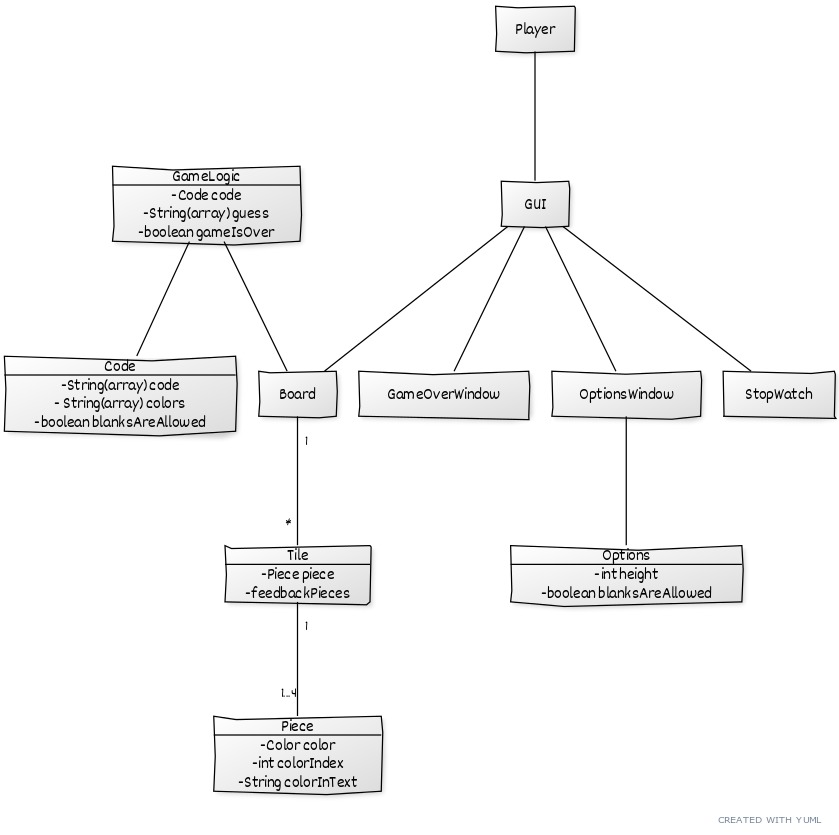 Player
GameLogic
-Code code
-String(array) guess
-boolean gameIsOver
GUI
Code
-String(array) code
- String(array) colors
-boolean blanksAreAllowed
Board
GameOverWindow
OptionsWindow
StopWatch
1
*
Tile
-Piece piece
-feedbackPieces
Options
-int height
-boolean blanksAreAllowed
1
1..4
Piece
-Color color
-int colorIndex
-String colorInText
CREATED WITH YUML